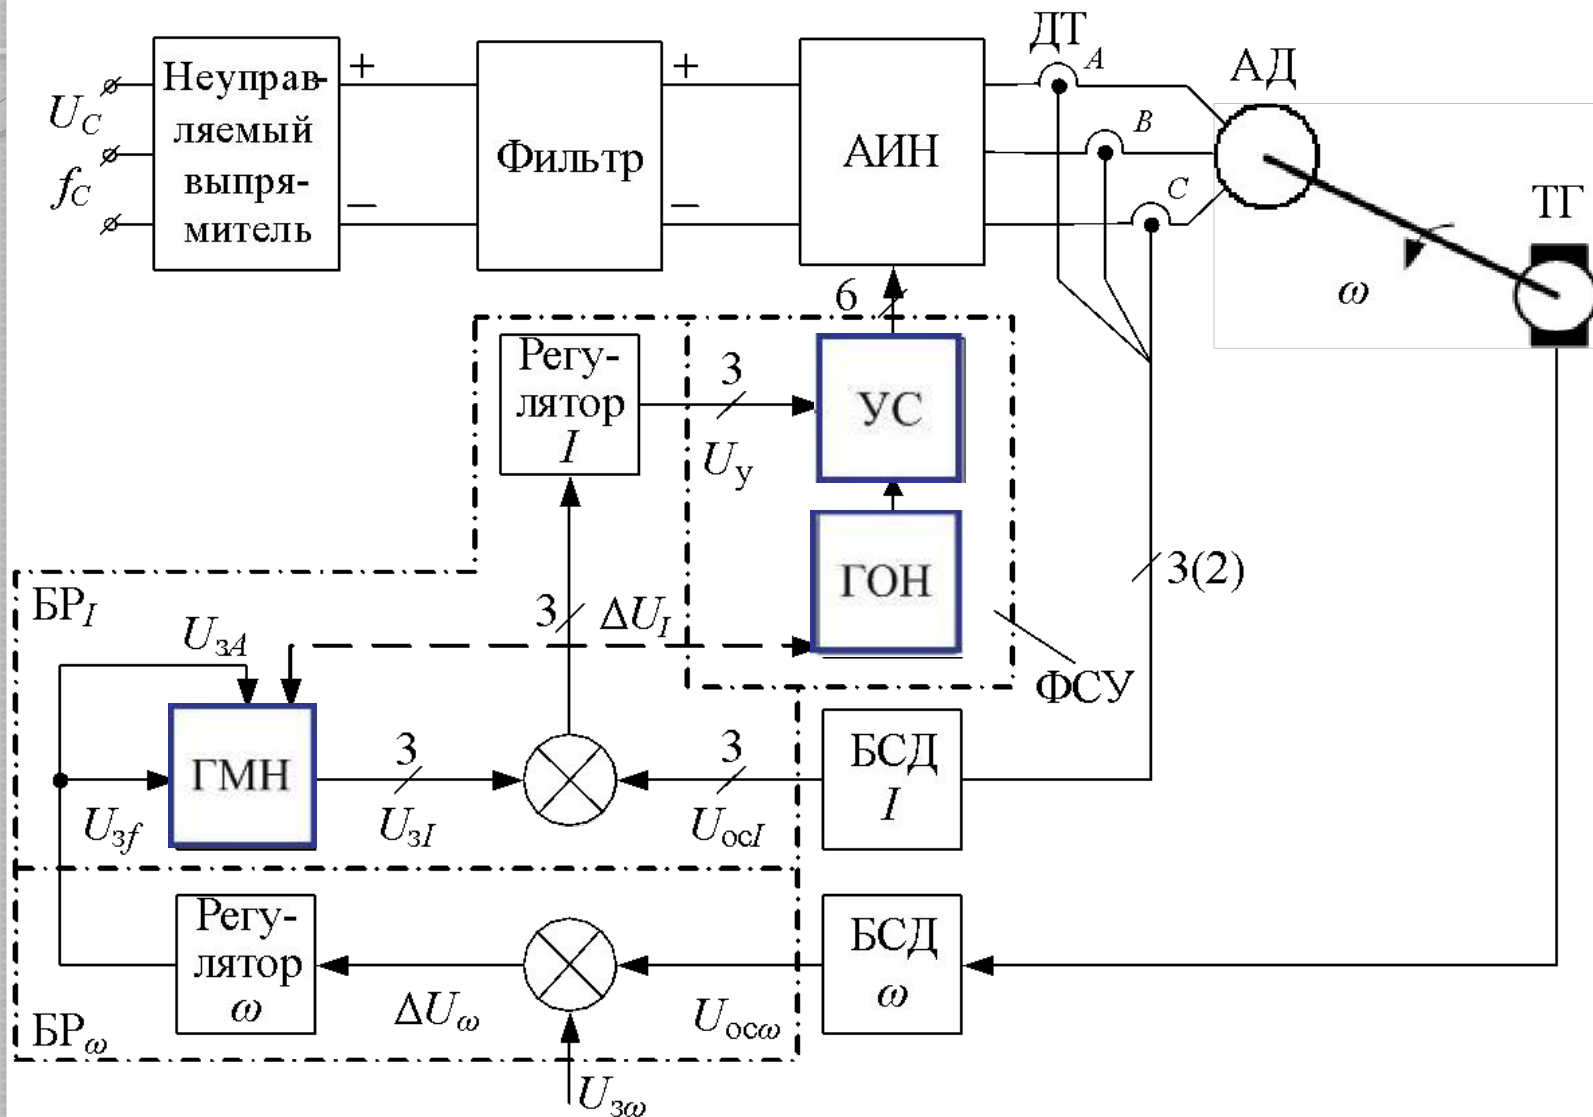 ДТ
A
АД
U_C
f_C
Неуправ-
ляемый
выпря-
митель
+
−
Фильтр
+
−
АИН
B
C
ТГ
ω
6
Регу-
лятор
I
3
U_у
УС
ГОН
3(2)
БР_I
3
ΔU_I
ФСУ
U_зA
ГМН
U_зf
3
U_зI
3
U_осI
БСД
I
Регу-
лятор
ω
ΔU_ω
U_осω
БСД
ω
БР_ω
U_зω